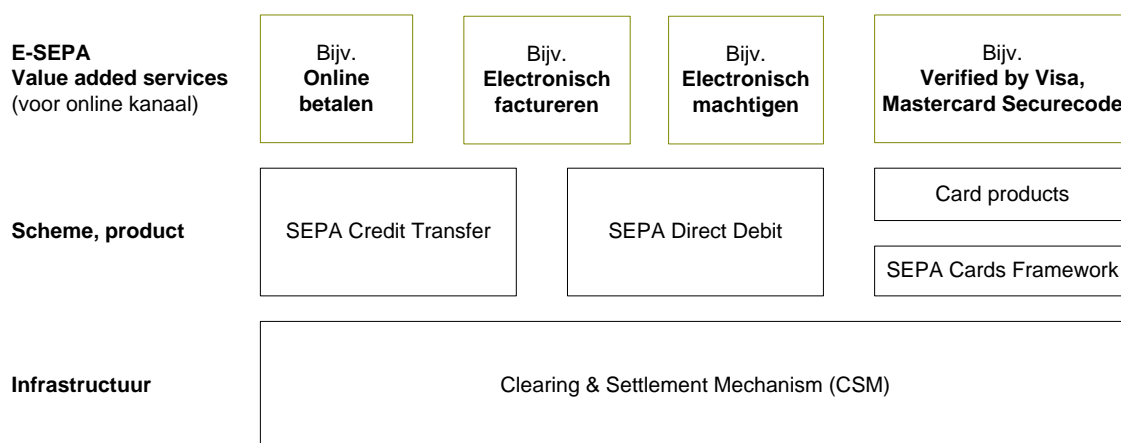 E-SEPA
Value added services
(voor online kanaal)
Bijv.
Online
betalen
Bijv.
Electronisch
factureren
Bijv.
Electronisch
machtigen
Bijv.
Verified by Visa,
Mastercard Securecode
Scheme, product
SEPA Credit Transfer
SEPA Direct Debit
Card products
SEPA Cards Framework
Infrastructuur
Clearing & Settlement Mechanism (CSM)